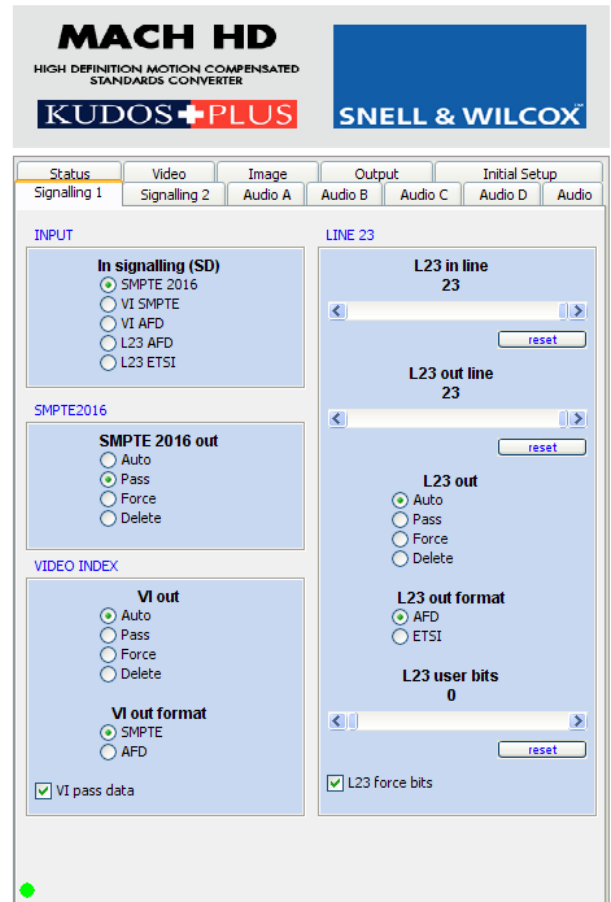 MACH HD
HIGH DEFINITION MOTION COMPENSATED
STANDARDS CONVERTER
KUDOS PLUS
SNELL & WILCOX
Status Video Image Output Initial Setup
Signalling 1 Signalling 2 Audio A Audio B Audio C Audio D Audio
INPUT
In signalling (SD)
SMPTE 2016
VI SMPTE
VI AFD
L23 AFD
L23 ETSI
SMPTE2016
SMPTE 2016 out
Auto
Pass
Force
Delete
VIDEO INDEX
VI out
Auto
Pass
Force
Delete
VI out format
SMPTE
AFD
VI pass data
LINE 23
L23 in line
23
reset
L23 out line
23
reset
L23 out
Auto
Pass
Force
Delete
L23 out format
AFD
ETSI
L23 user bits
0
reset
L23 force bits